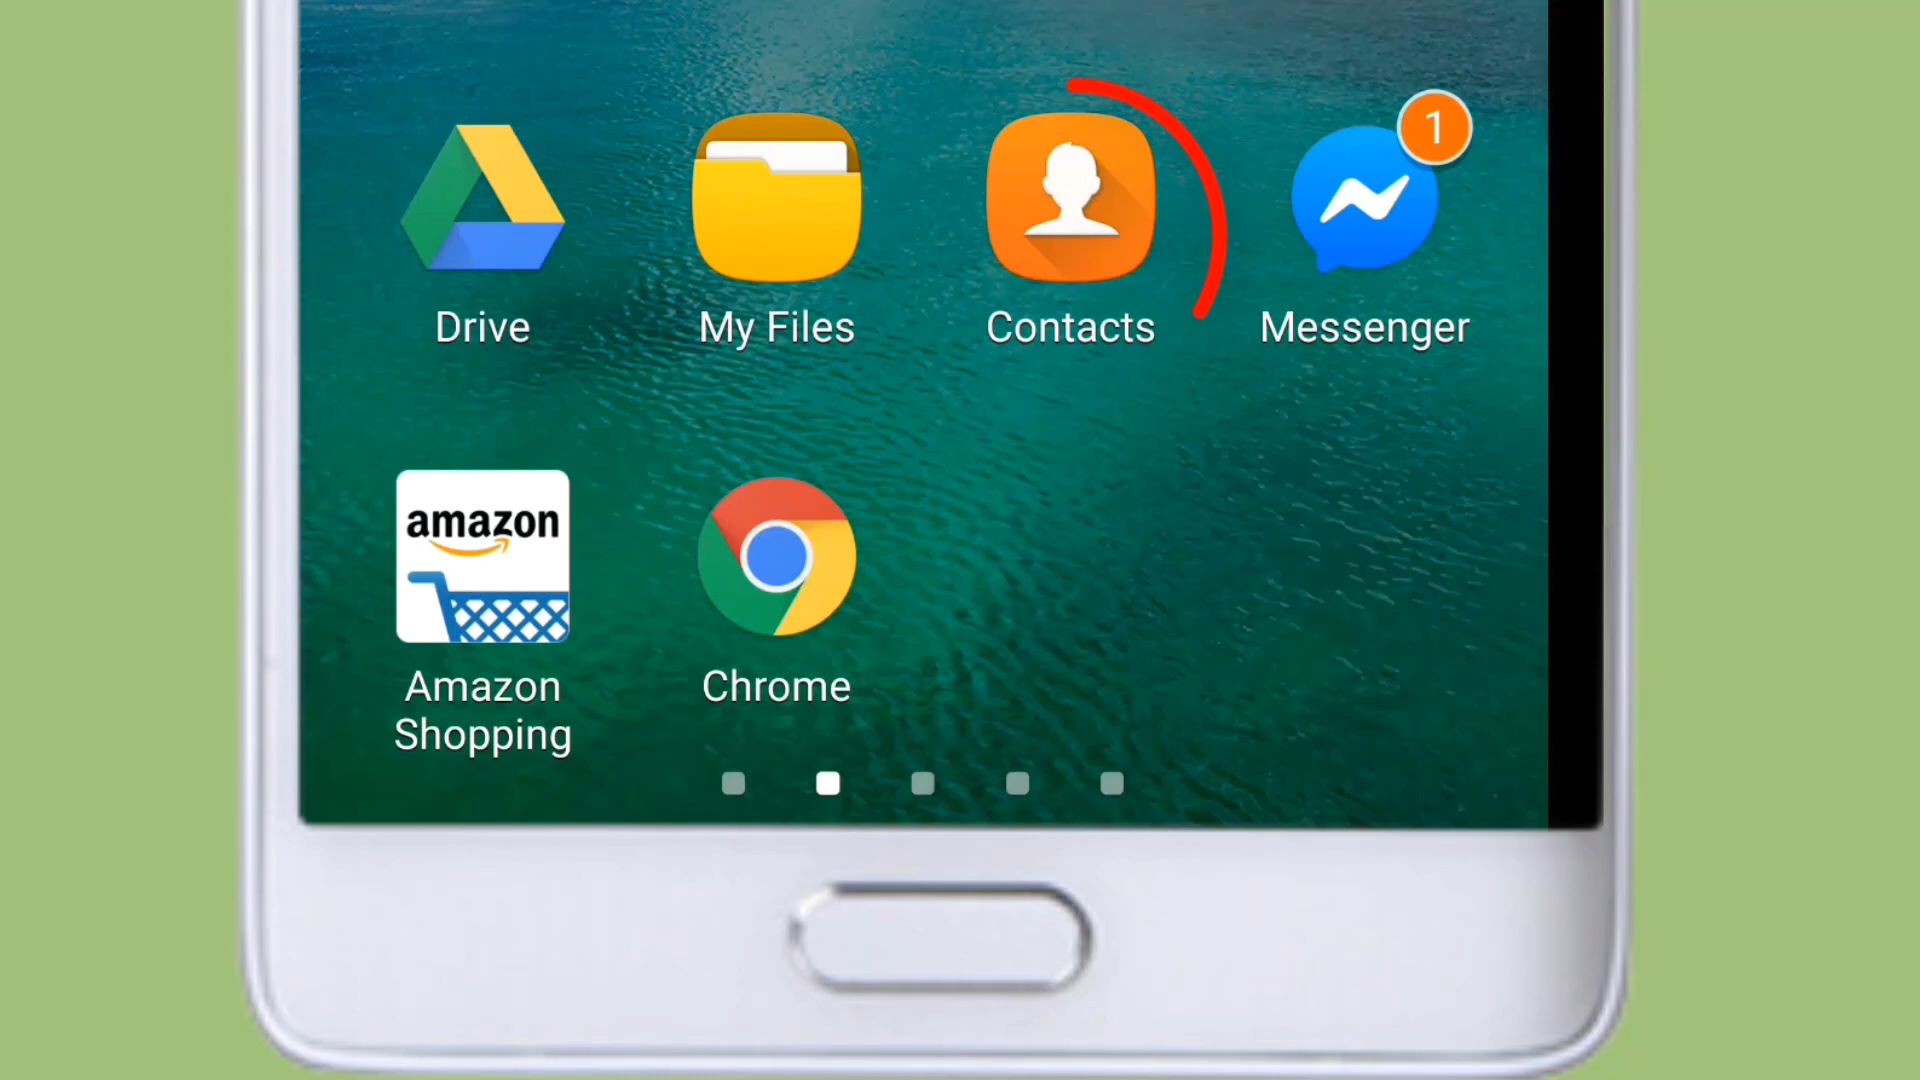 1
Drive
My Files
Contacts
Messenger
amazon
Amazon
Shopping
Chrome